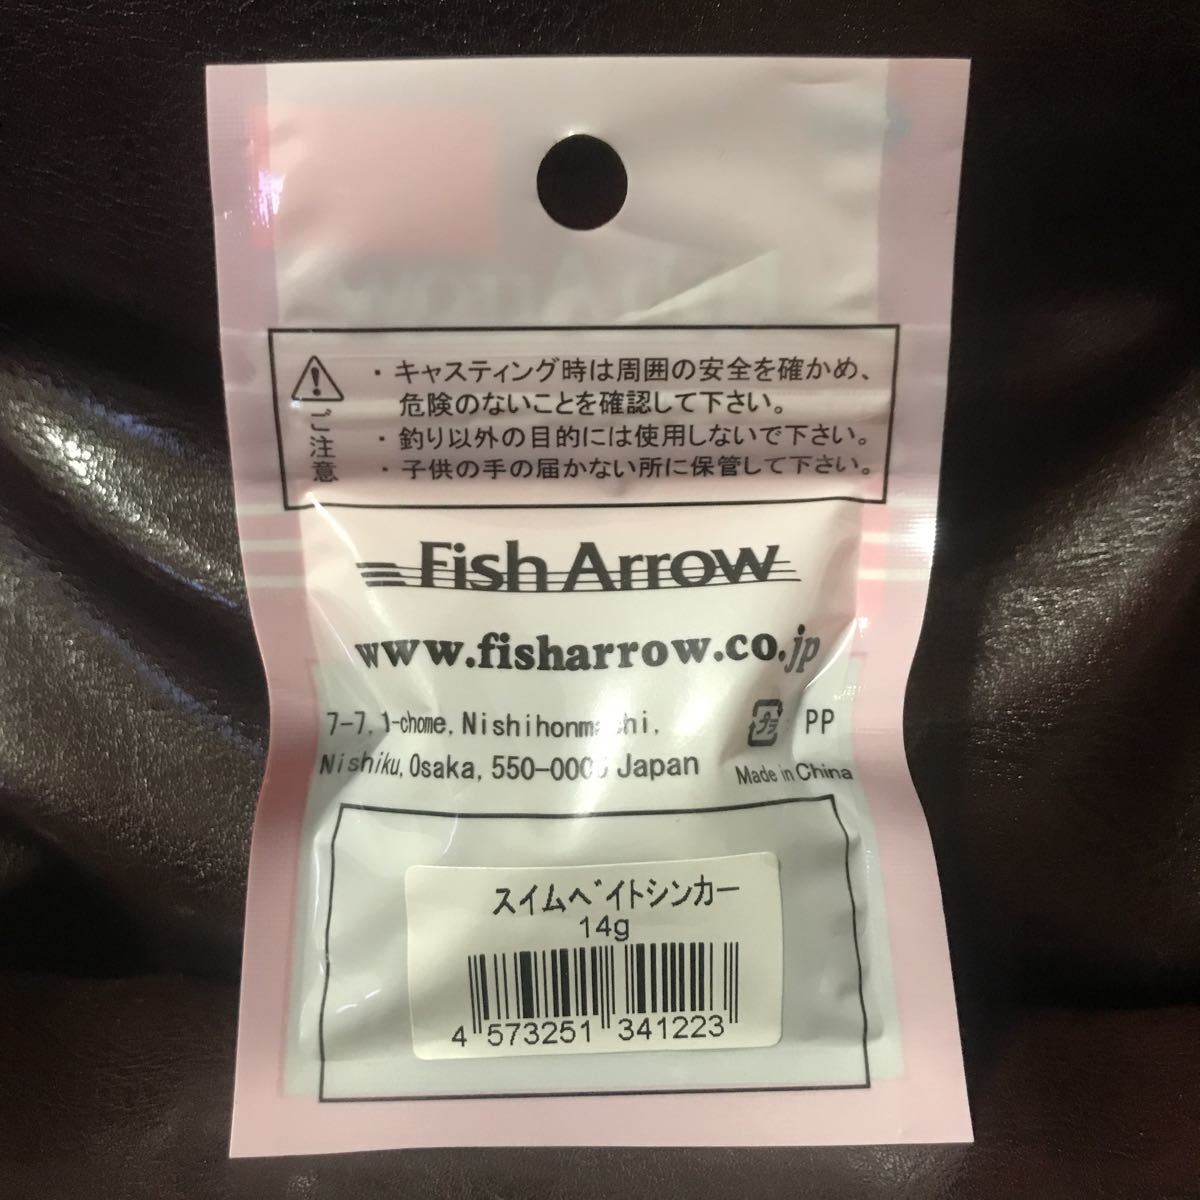 ・キャスティング時は周囲の安全を確かめ、
危険のないことを確認して下さい。
・釣り以外の目的には使用しないで下さい。
・子供の手の届かない所に保管して下さい。
ご注意
Fish Arrow
www.fisharrow.co.jp
7-7, 1-chome,
Nishiku, Osaka, Japan
プラ PP
Made in China
スイムベイトシンカー
14g
4 573251 341223